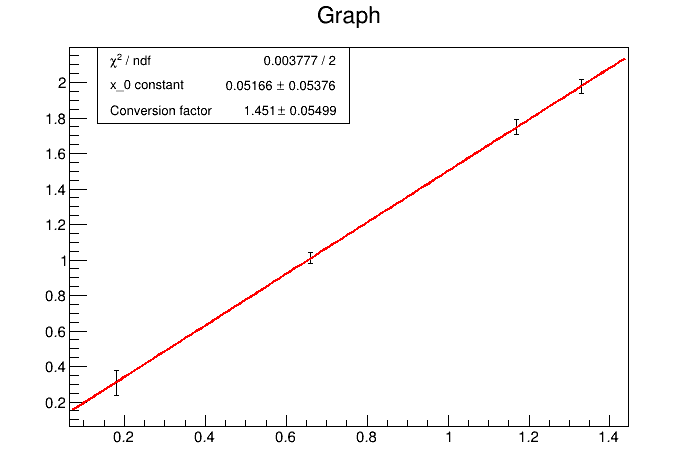 Graph
χ² / ndf 0.003777 / 2
x_0 constant 0.05166 ± 0.05376
Conversion factor 1.451 ± 0.05499
2
1.8
1.6
1.4
1.2
1
0.8
0.6
0.4
0.2
0.2 0.4 0.6 0.8 1 1.2 1.4